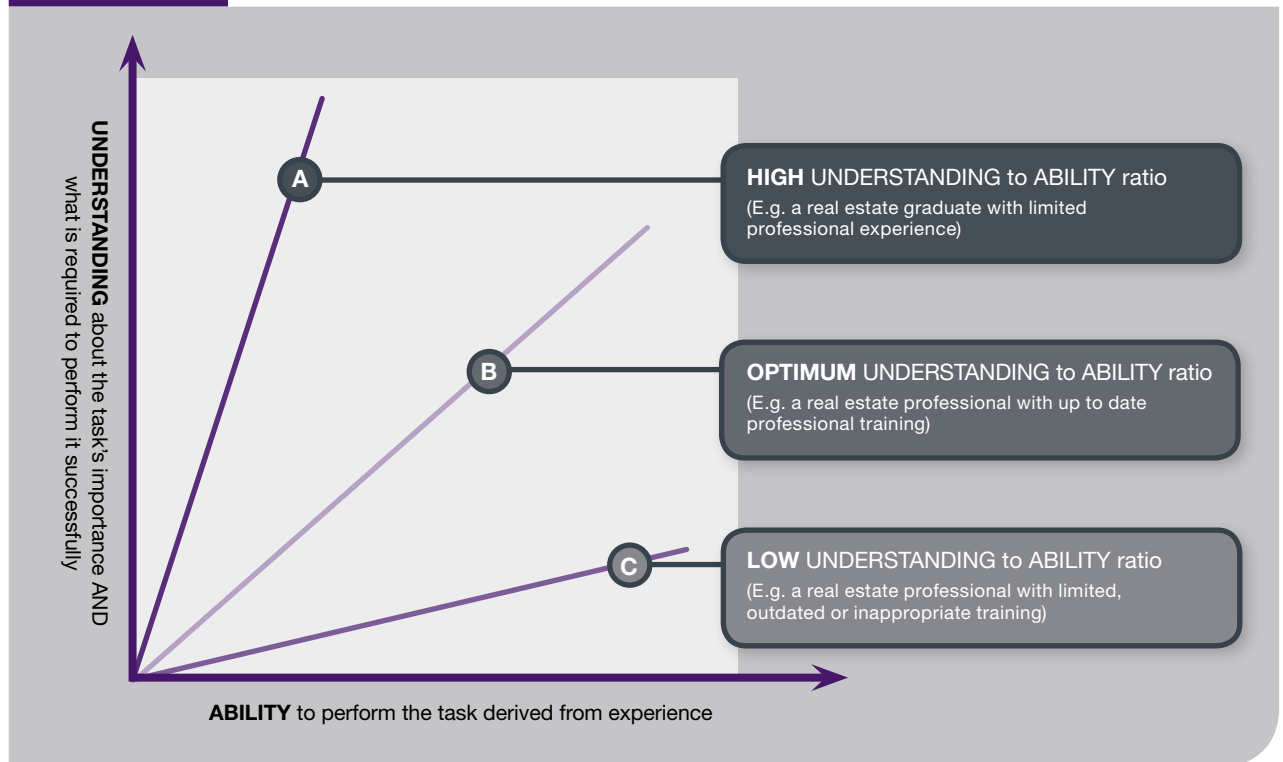 UNDERSTANDING about the task's importance AND
what is required to perform it successfully
A
HIGH UNDERSTANDING to ABILITY ratio
(E.g. a real estate graduate with limited
professional experience)
B
OPTIMUM UNDERSTANDING to ABILITY ratio
(E.g. a real estate professional with up to date
professional training)
C
LOW UNDERSTANDING to ABILITY ratio
(E.g. a real estate professional with limited,
outdated or inappropriate training)
ABILITY to perform the task derived from experience